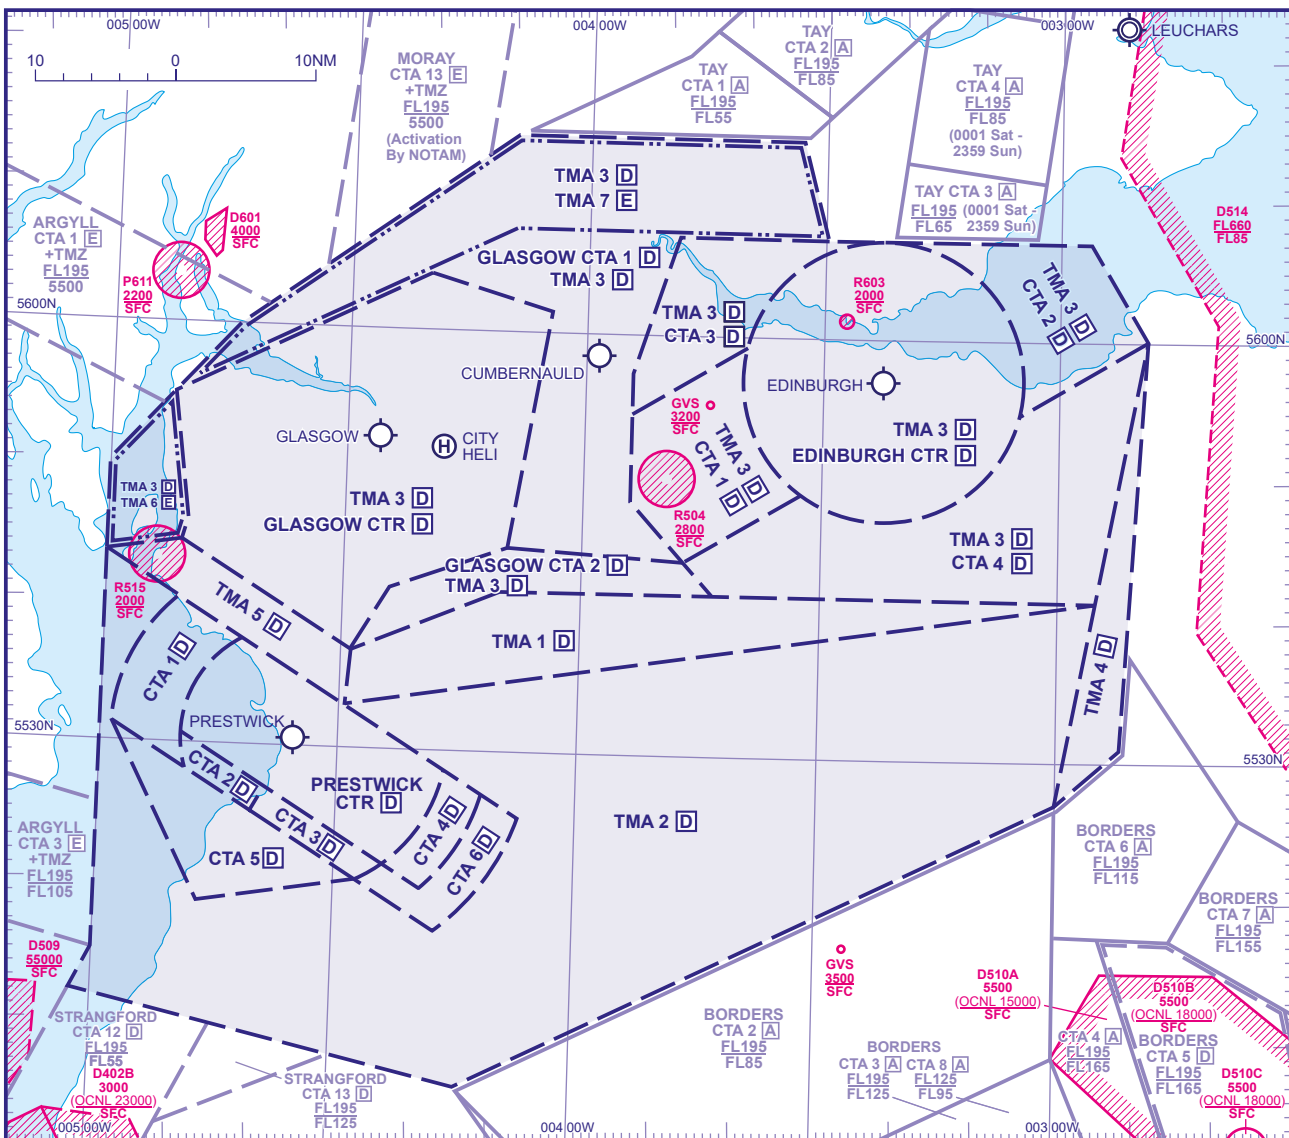 005 00W
004 00W
003 00W
10 0 10NM
MORAY
CTA 13 E
+TMZ
FL195
5500
(Activation
By NOTAM)
TAY
CTA 1 A
FL195
FL55
TAY
CTA 2 A
FL195
FL85
TAY
CTA 4 A
FL195
FL85
(0001 Sat -
2359 Sun)
TAY CTA 3 A
FL195 (0001 Sat -
FL65 2359 Sun)
LEUCHARS
D514
FL660
FL85
ARGYLL
CTA 1 E
+TMZ
FL195
5500
D601
4000
SFC
P611
2200
SFC
5600N
5600N
TMA 3 D
TMA 7 E
GLASGOW CTA 1 D
TMA 3 D
TMA 3 D
CTA 3 D
R603
2000
SFC
TMA 3 D
CTA 2 D
CUMBERNAULD
EDINBURGH
GLASGOW
H CITY
HELI
GVS
3200
SFC
TMA 3 D
CTA 1 D
TMA 3 D
EDINBURGH CTR D
TMA 3 D
TMA 6 E
TMA 3 D
GLASGOW CTR D
R504
2800
SFC
TMA 3 D
CTA 4 D
R515
2000
SFC
GLASGOW CTA 2 D
TMA 3 D
TMA 5 D
TMA 1 D
TMA 4 D
CTA 1 D
5530N
5530N
PRESTWICK
CTA 2 D
PRESTWICK
CTR D
CTA 3 D
CTA 4 D
CTA 6 D
CTA 5 D
TMA 2 D
ARGYLL
CTA 3 E
+TMZ
FL195
FL105
BORDERS
CTA 6 A
FL195
FL115
BORDERS
CTA 7 A
FL195
FL155
D509
55000
SFC
GVS
3500
SFC
D510A
5500
(OCNL 15000)
SFC
D510B
5500
(OCNL 18000)
SFC
STRANGFORD
CTA 12 D
FL195
FL55
D402B
3000
(OCNL 23000)
SFC
STRANGFORD
CTA 13 D
FL195
FL125
BORDERS
CTA 2 A
FL195
FL85
BORDERS
CTA 3 A CTA 8 A
FL195 FL125
FL125 FL95
CTA 4 A
FL195
FL165
BORDERS
CTA 5 D
FL195
FL165
D510C
5500
(OCNL 18000)
SFC
005 00W
004 00W
003 00W